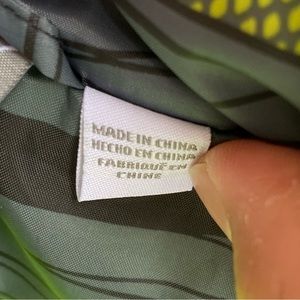 MADE IN CHINA
HECHO EN CHINA
FABRIQUÉ EN
CHINE